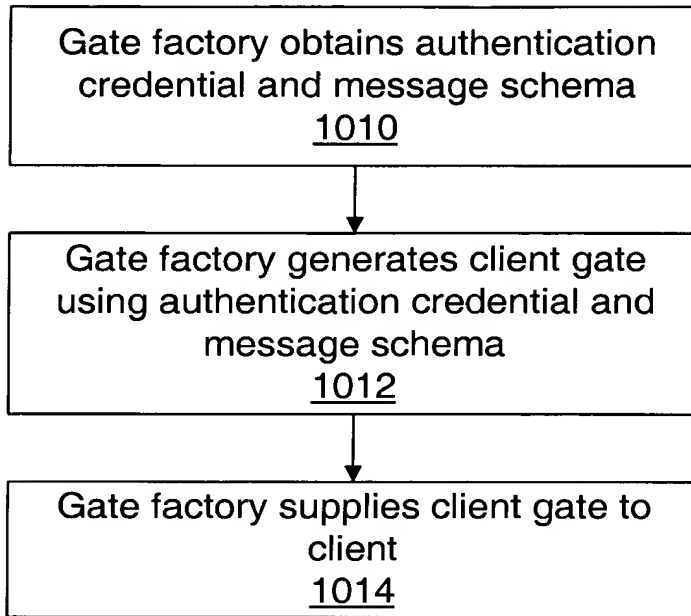 Gate factory obtains authentication
credential and message schema
1010
Gate factory generates client gate
using authentication credential and
message schema
1012
Gate factory supplies client gate to
client
1014